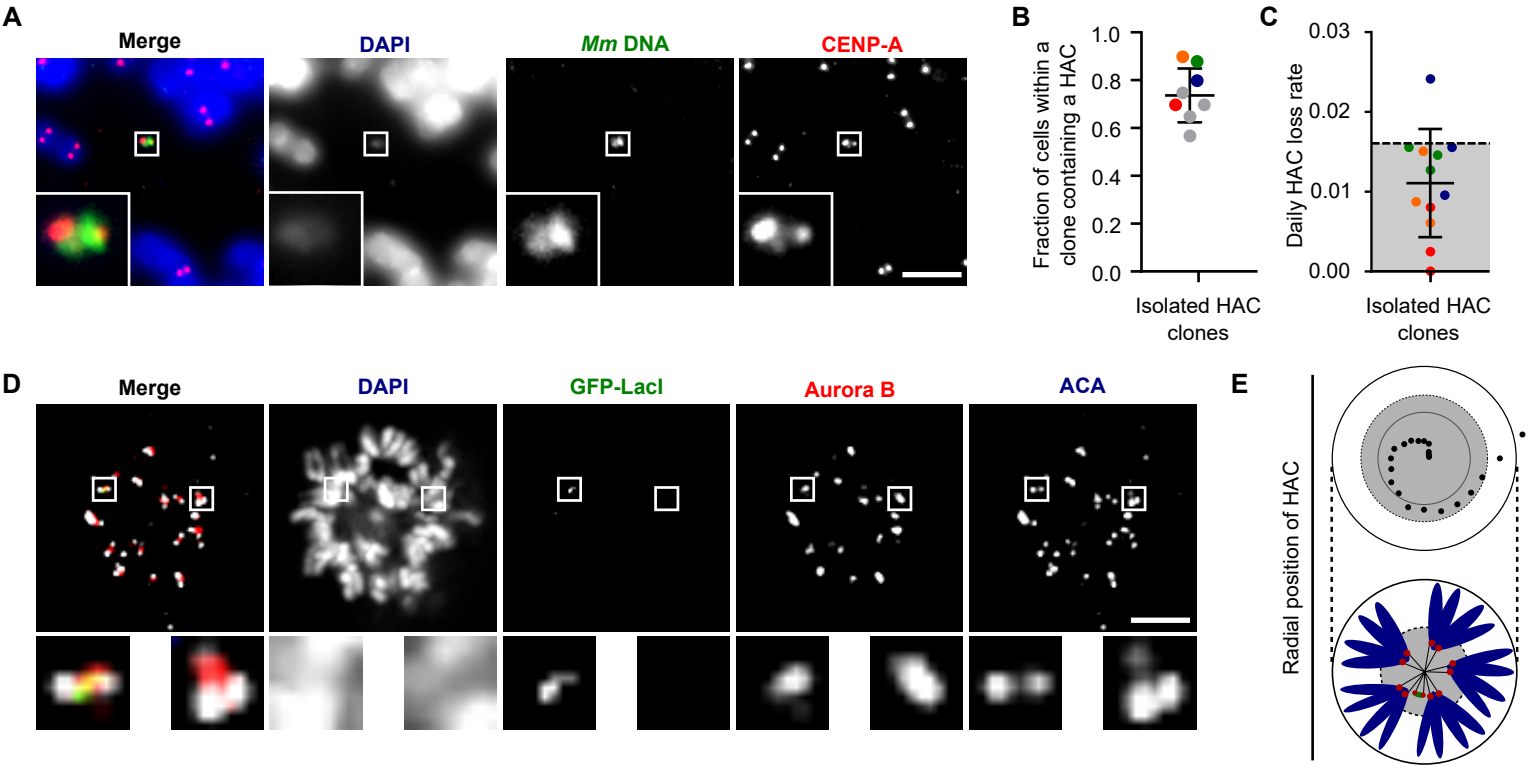 A
Merge
DAPI
Mm DNA
CENP-A
B
Fraction of cells within a
clone containing a HAC
1.0
0.8
0.6
0.4
0.2
0.0
Isolated HAC
clones
C
Daily HAC loss rate
0.03
0.02
0.01
0.00
Isolated HAC
clones
D
Merge
DAPI
GFP-LacI
Aurora B
ACA
E
Radial position of HAC